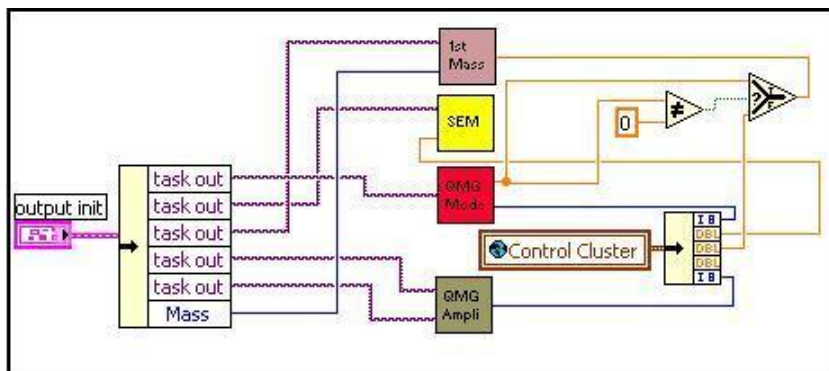 1st
Mass
SEM
0
?
T
F
task out
task out
task out
task out
task out
Mass
output init
QMG
Mode
Control Cluster
I8
DBL
DBL
DBL
I8
QMG
Ampli